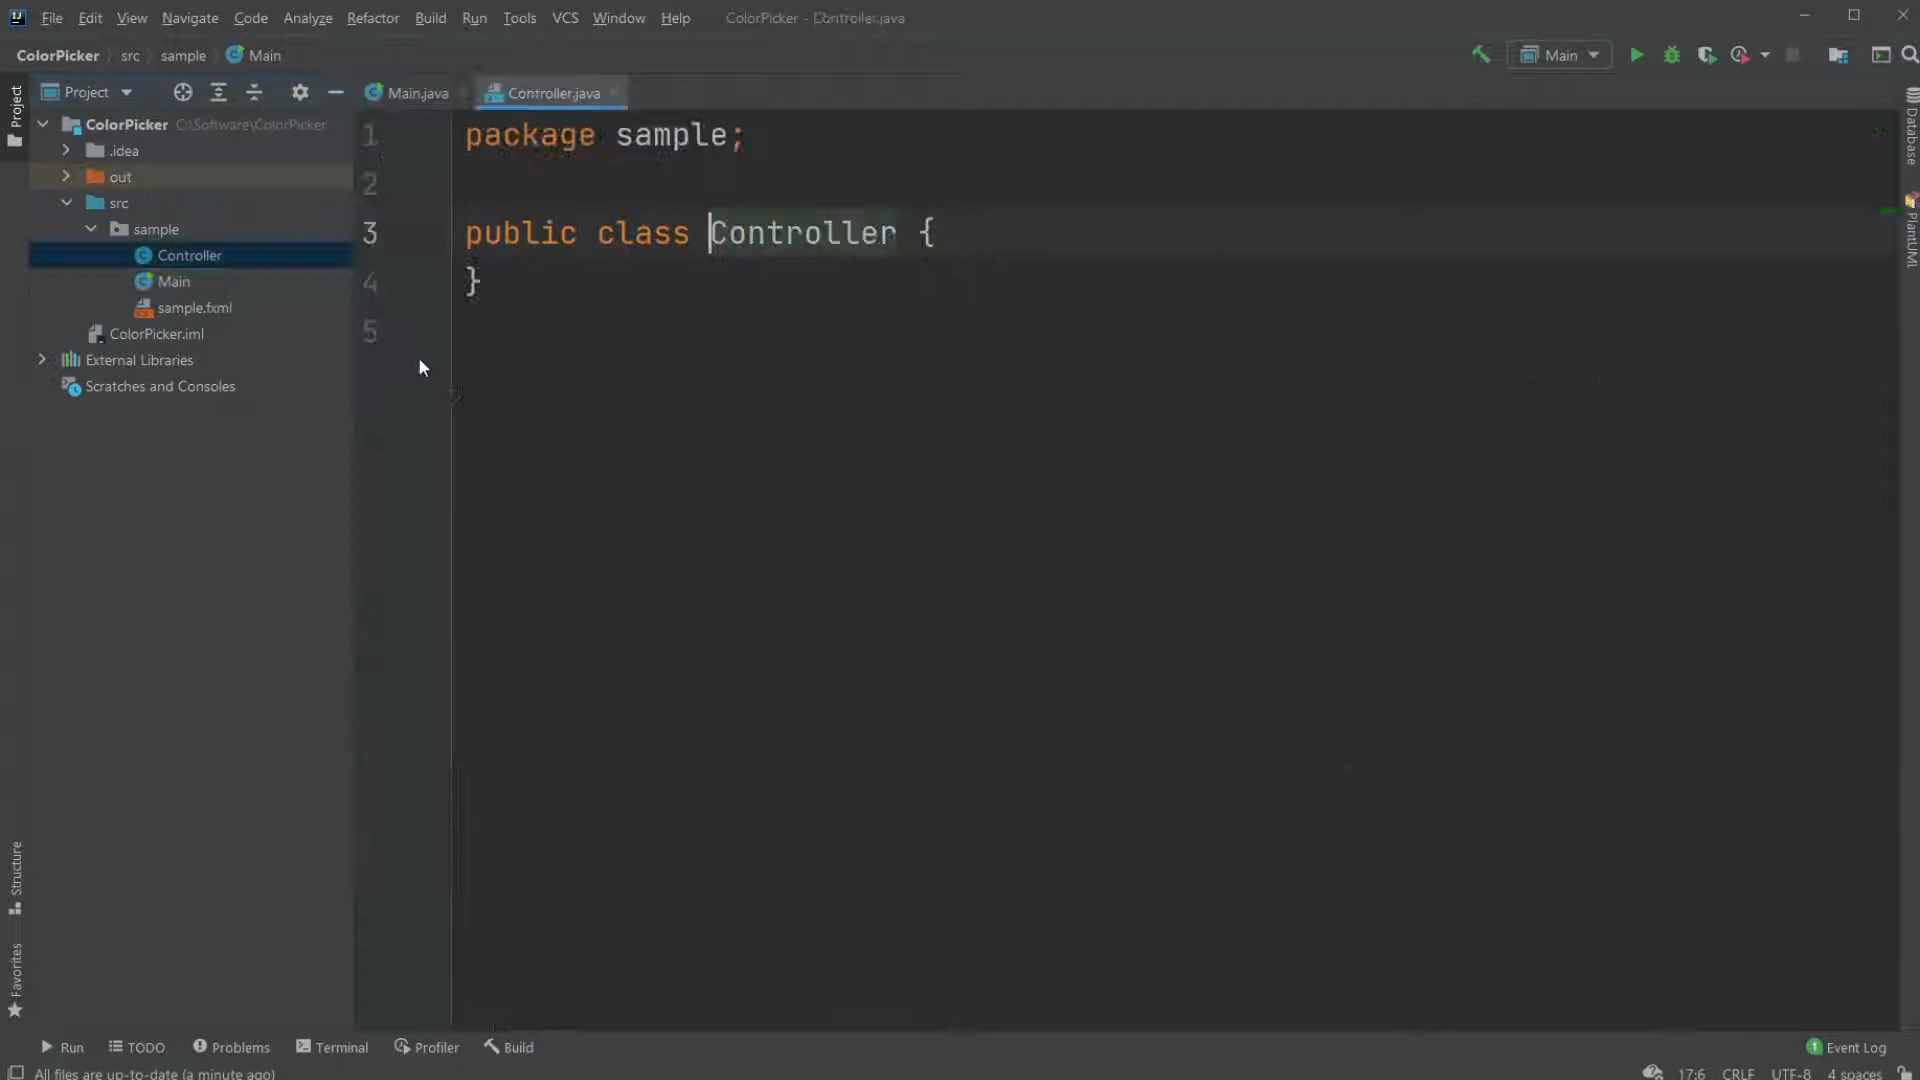 File Edit View Navigate Code Analyze Refactor Build Run Tools VCS Window Help ColorPicker - Controller.java
ColorPicker src sample Main
Main
Project
Main.java
Controller.java
Project
ColorPicker C:\Software\ColorPicker
.idea
out
src
sample
Controller
Main
sample.fxml
ColorPicker.iml
External Libraries
Scratches and Consoles
1 package sample;
2
3 public class Controller {
4 }
5
Database
PlantUML
Structure
Favorites
Run TODO Problems Terminal Profiler Build
1 Event Log
All files are up-to-date (a minute ago)
17:6 CRLF UTF-8 4 spaces